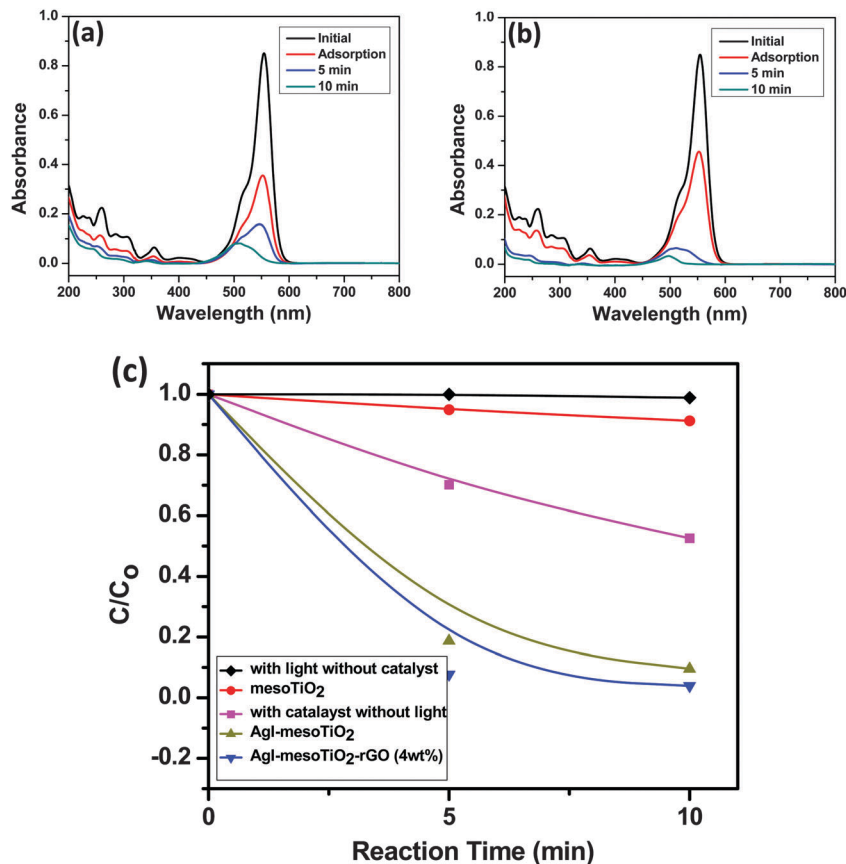 (a)
Initial
Adsorption
5 min
10 min
1.0
0.8
0.6
0.4
0.2
0.0
Absorbance
200 300 400 500 600 700 800
Wavelength (nm)
(b)
Initial
Adsorption
5 min
10 min
1.0
0.8
0.6
0.4
0.2
0.0
Absorbance
200 300 400 500 600 700 800
Wavelength (nm)
(c)
1.0
0.8
0.6
0.4
0.2
0.0
-0.2
C/Co
with light without catalyst
mesoTiO2
with catalayst without light
AgI-mesoTiO2
AgI-mesoTiO2-rGO (4wt%)
0 5 10
Reaction Time (min)